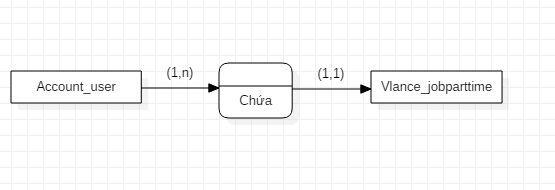 (1,n)
(1,1)
Account_user
Chứa
Vlance_jobparttime